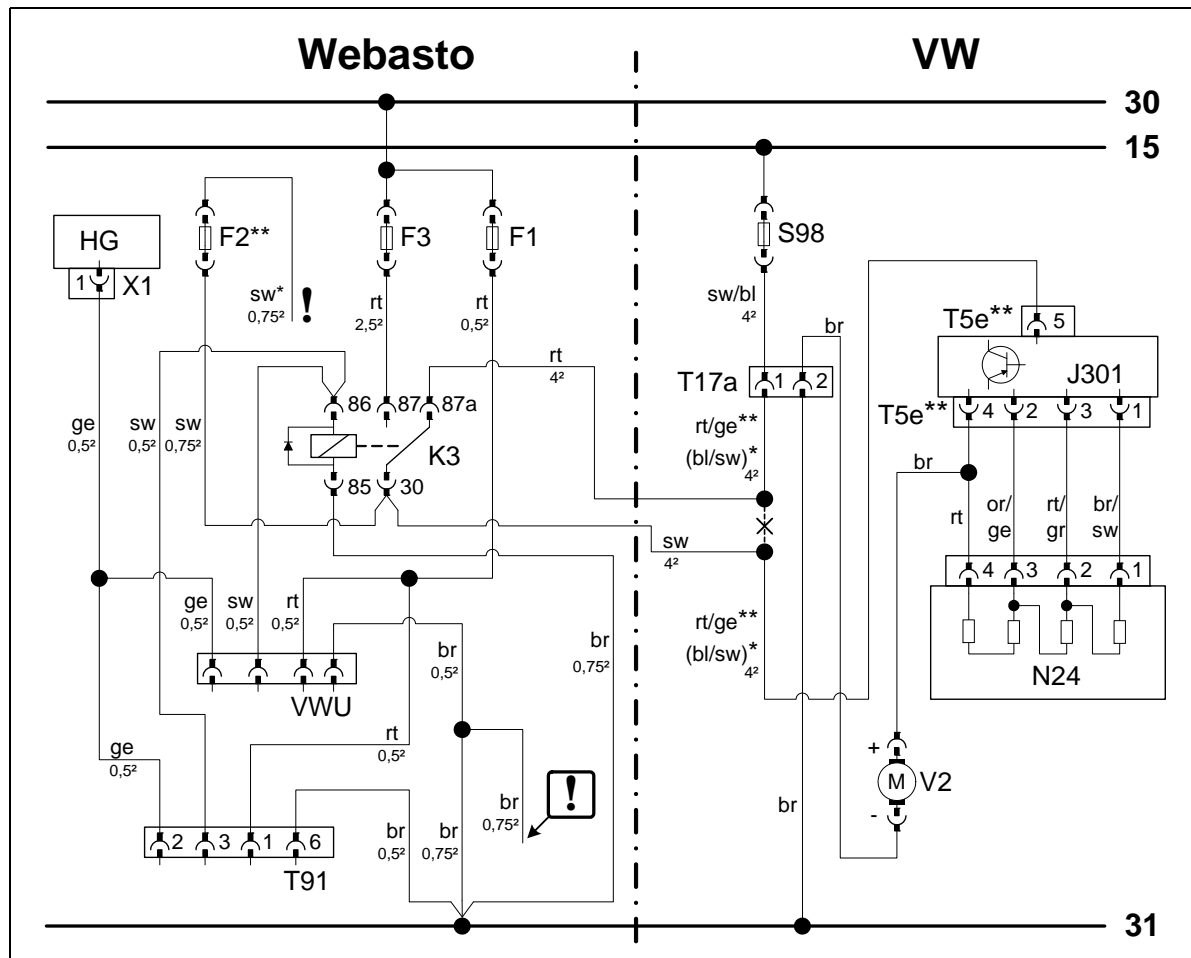 Webasto VW
30
15
HG
1 X1
F2**
F3
F1
S98
sw*
0,75²
!
rt
2,5²
rt
0,5²
sw/bl
4²
br
T5e** 5
J301
T5e** 4 2 3 1
rt
4²
T17a 1 2
86 87 87a
K3
85 30
ge
0,5²
sw
0,5²
sw
0,75²
rt/ge**
(bl/sw)*
4²
br
rt
or/
ge
rt/
gr
br/
sw
sw
4²
4 3 2 1
N24
ge
0,5²
sw
0,5²
rt
0,5²
br
0,5²
br
0,75²
rt/ge**
(bl/sw)*
4²
VWU
ge
0,5²
rt
0,5²
+
M V2
-
br
0,75²
!
br
2 3 1 6
T91
br
0,5²
br
0,75²
31